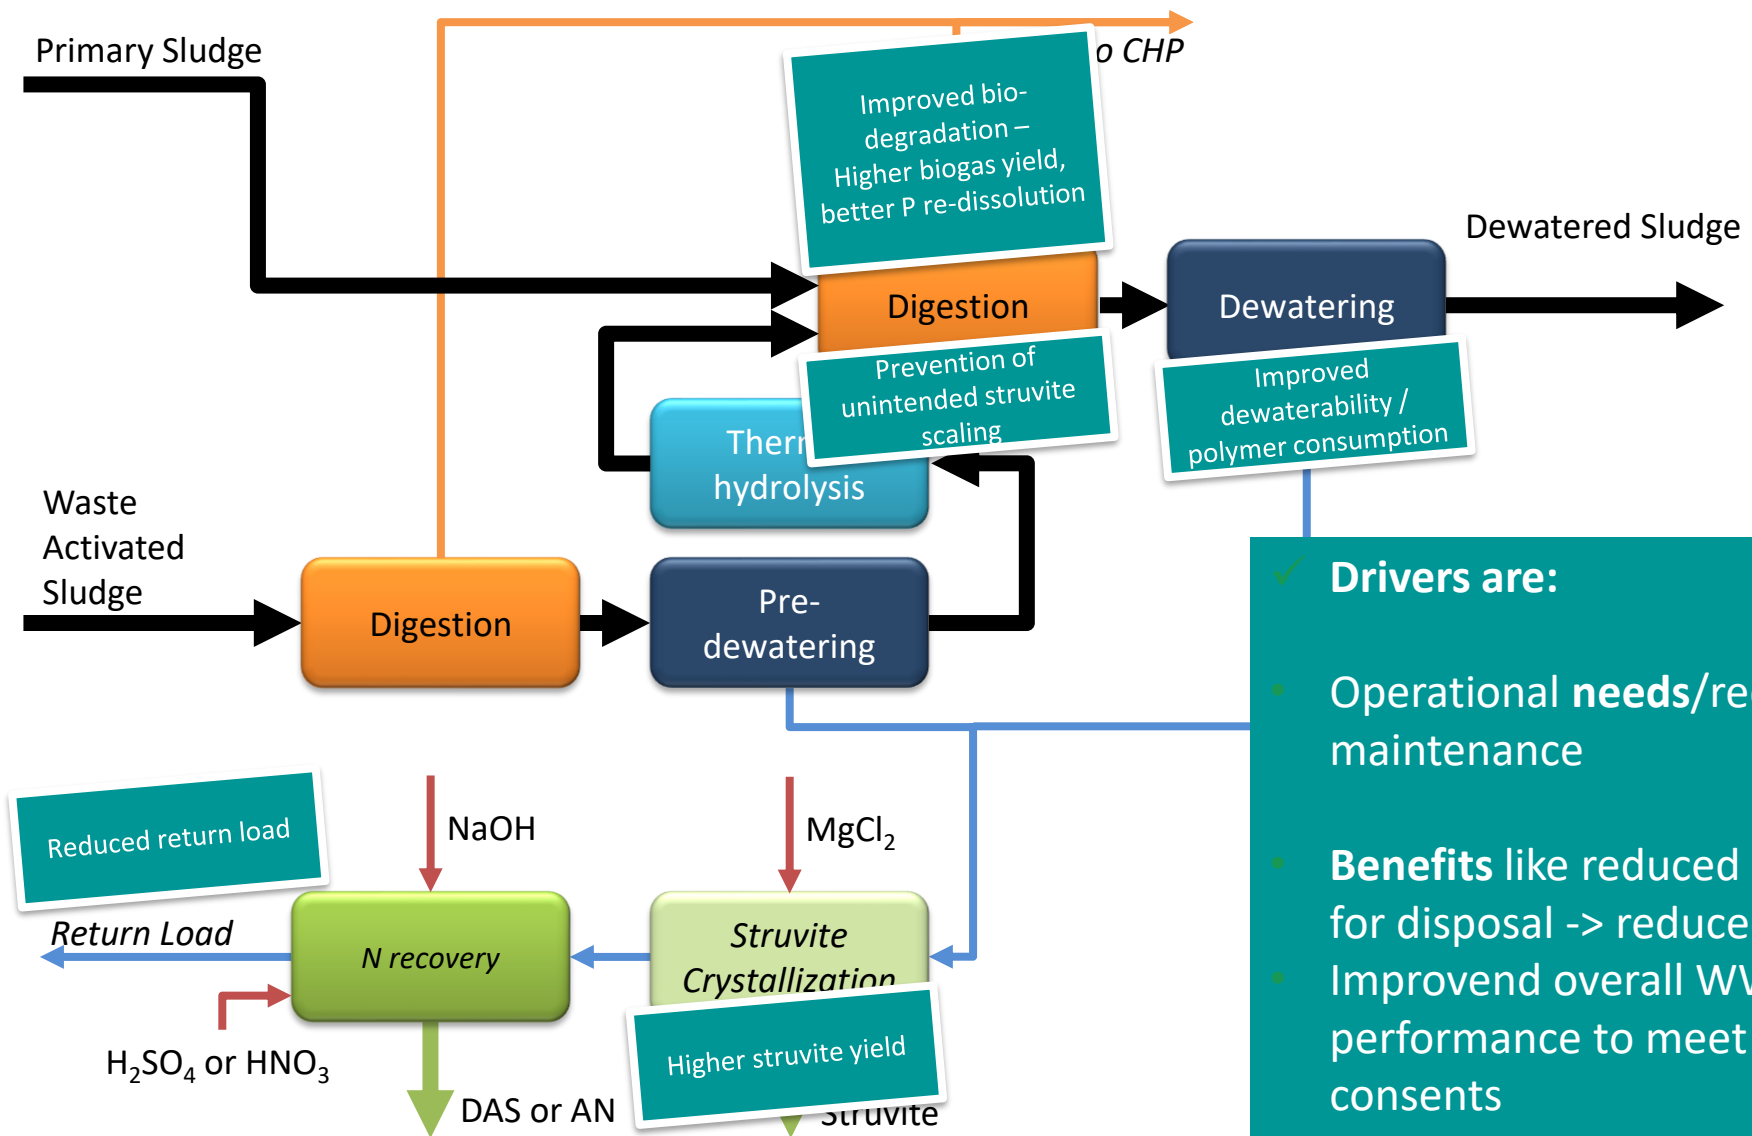 Primary Sludge
o CHP
Improved bio-
degradation –
Higher biogas yield,
better P re-dissolution
Dewatered Sludge
Digestion
Dewatering
Prevention of
unintended struvite
scaling
Improved
dewaterability /
polymer consumption
hydrolysis
Waste
Activated
Sludge
Digestion
Pre-
dewatering
✓ Drivers are:
• Operational needs/
maintenance
• Benefits like reduced
for disposal -> reduce
• Improvend overall
performance to meet
consents
Reduced return load
NaOH
MgCl₂
Return Load
N recovery
Struvite
Crystallization
H₂SO₄ or HNO₃
Higher struvite yield
DAS or AN
Struvite